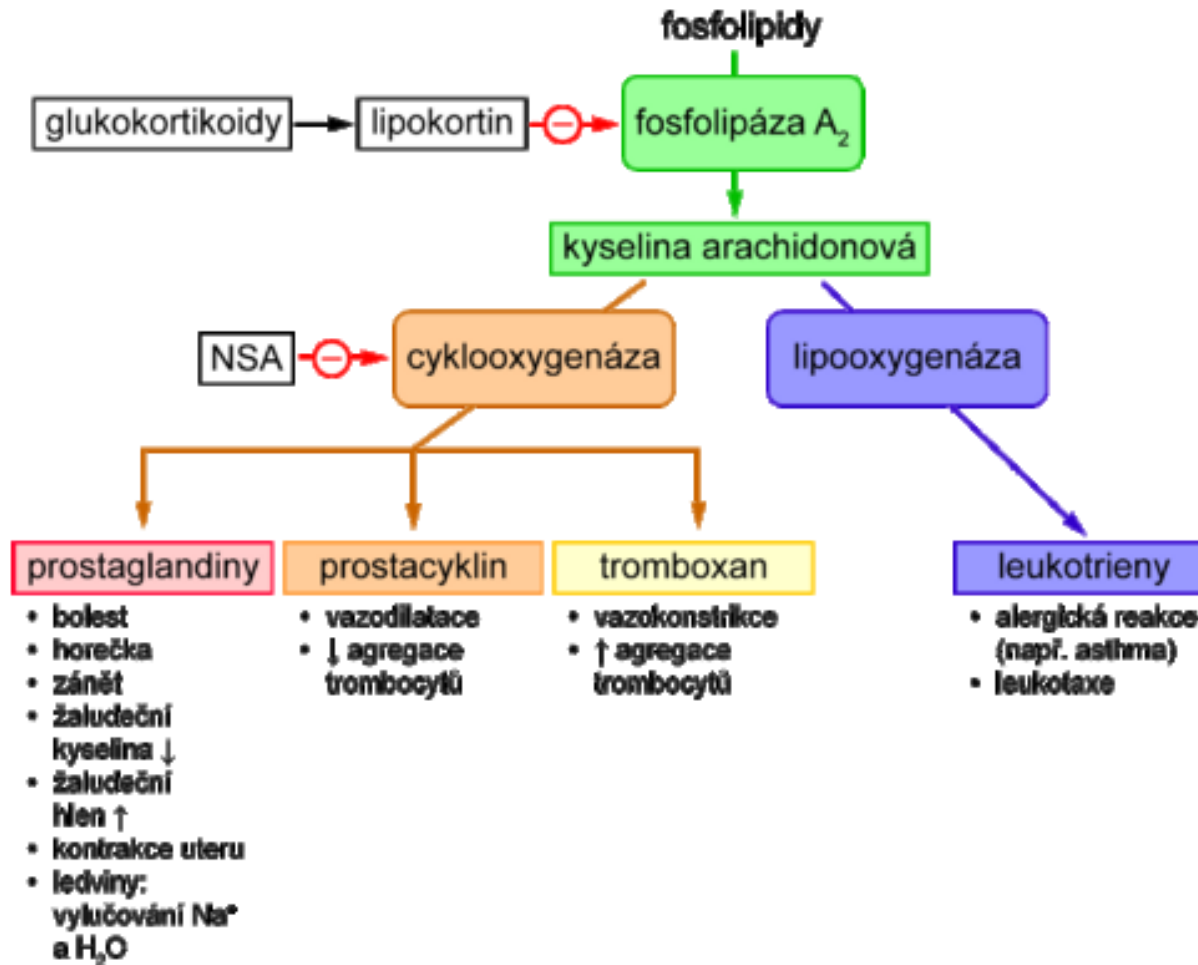 fosfolipidy
glukokortikoidy
lipokortin
−
fosfolipáza A₂
kyselina arachidonová
NSA
−
cyklooxygenáza
lipooxygenáza
prostaglandiny
• bolest
• horečka
• zánět
• žaludeční
kyselina ↓
• žaludeční
hlen ↑
• kontrakce uteru
• ledviny:
vylučování Na⁺
a H₂O
prostacyklin
• vazodilatace
• ↓ agregace
trombocytů
tromboxan
• vazokonstrikce
• ↑ agregace
trombocytů
leukotrieny
• alergická reakce
(např. asthma)
• leukotaxe